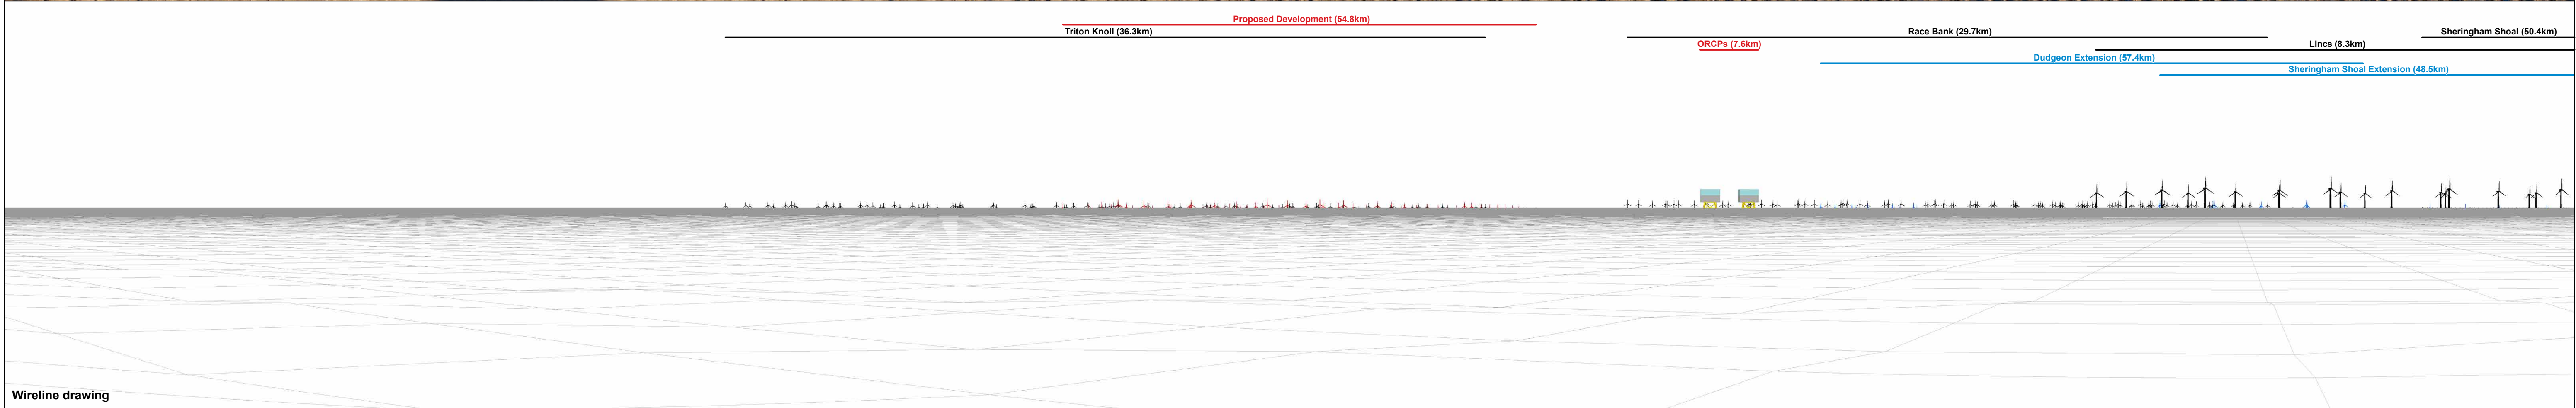 Proposed Development (54.8km)
Triton Knoll (36.3km)
Race Bank (29.7km)
Sheringham Shoal (50.4km)
ORCPs (7.6km)
Lincs (8.3km)
Dudgeon Extension (57.4km)
Sheringham Shoal Extension (48.5km)
Wireline drawing